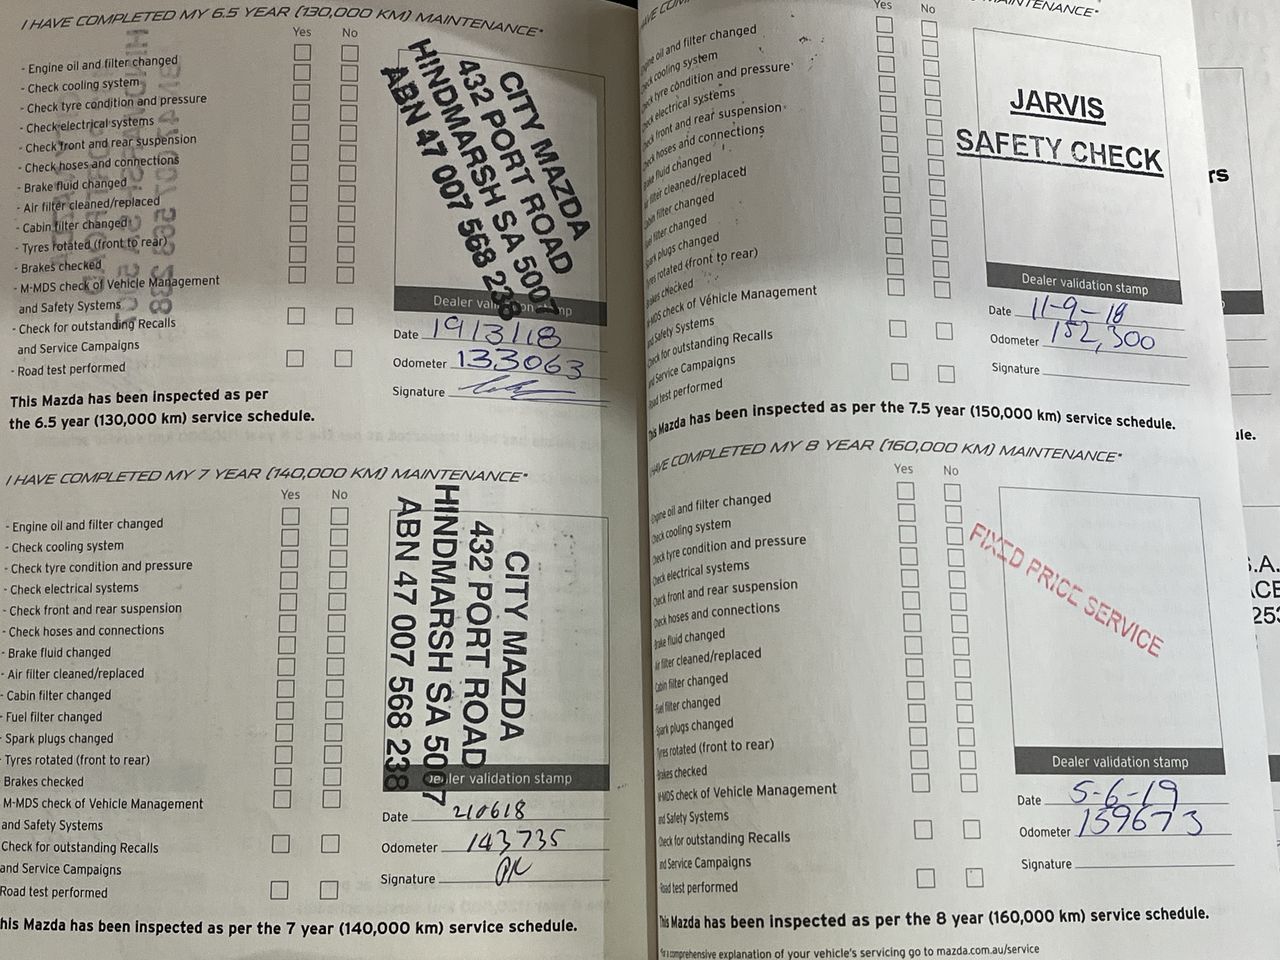 I HAVE COMPLETED MY 6.5 YEAR (130,000 KM) MAINTENANCE*
Yes No
- Engine oil and filter changed
- Check cooling system
- Check tyre condition and pressure
- Check electrical systems
- Check front and rear suspension
- Check hoses and connections
- Brake fluid changed
- Air filter cleaned/replaced
- Cabin filter changed
- Tyres rotated (front to rear)
- Brakes checked
- M-MDS check of Vehicle Management
and Safety Systems
- Check for outstanding Recalls
and Service Campaigns
- Road test performed
CITY MAZDA
432 PORT ROAD
HINDMARSH SA 5007
ABN 47 007 568 238
Dealer validation stamp
Date 19/3/18
Odometer 133063
Signature
This Mazda has been inspected as per
the 6.5 year (130,000 km) service schedule.
I HAVE COMPLETED MY 7 YEAR (140,000 KM) MAINTENANCE*
Yes No
- Engine oil and filter changed
- Check cooling system
- Check tyre condition and pressure
- Check electrical systems
- Check front and rear suspension
- Check hoses and connections
- Brake fluid changed
- Air filter cleaned/replaced
- Cabin filter changed
- Fuel filter changed
- Spark plugs changed
- Tyres rotated (front to rear)
Brakes checked
M-MDS check of Vehicle Management
and Safety Systems
Check for outstanding Recalls
and Service Campaigns
Road test performed
CITY MAZDA
432 PORT ROAD
HINDMARSH SA 5007
ABN 47 007 568 238
Dealer validation stamp
Date 210618
Odometer 143735
Signature
his Mazda has been inspected as per the 7 year (140,000 km) service schedule.
Yes No
MAINTENANCE*
Engine oil and filter changed
Check cooling system
Check tyre condition and pressure
Check electrical systems
Check front and rear suspension
Check hoses and connections
Brake fluid changed
Air filter cleaned/replaced
Cabin filter changed
Fuel filter changed
Spark plugs changed
Tyres rotated (front to rear)
Brakes checked
M-MDS check of Vehicle Management
and Safety Systems
Check for outstanding Recalls
and Service Campaigns
Road test performed
JARVIS
SAFETY CHECK
Dealer validation stamp
Date 11-9-18
Odometer 152,300
Signature
This Mazda has been inspected as per the 7.5 year (150,000 km) service schedule.
HAVE COMPLETED MY 8 YEAR (160,000 KM) MAINTENANCE*
Yes No
Engine oil and filter changed
Check cooling system
Check tyre condition and pressure
Check electrical systems
Check front and rear suspension
Check hoses and connections
Brake fluid changed
Air filter cleaned/replaced
Cabin filter changed
Fuel filter changed
Spark plugs changed
Tyres rotated (front to rear)
Brakes checked
M-MDS check of Vehicle Management
and Safety Systems
Check for outstanding Recalls
and Service Campaigns
Road test performed
FIXED PRICE SERVICE
Dealer validation stamp
Date 5-6-19
Odometer 159673
Signature
This Mazda has been inspected as per the 8 year (160,000 km) service schedule.
for a comprehensive explanation of your vehicle's servicing go to mazda.com.au/service